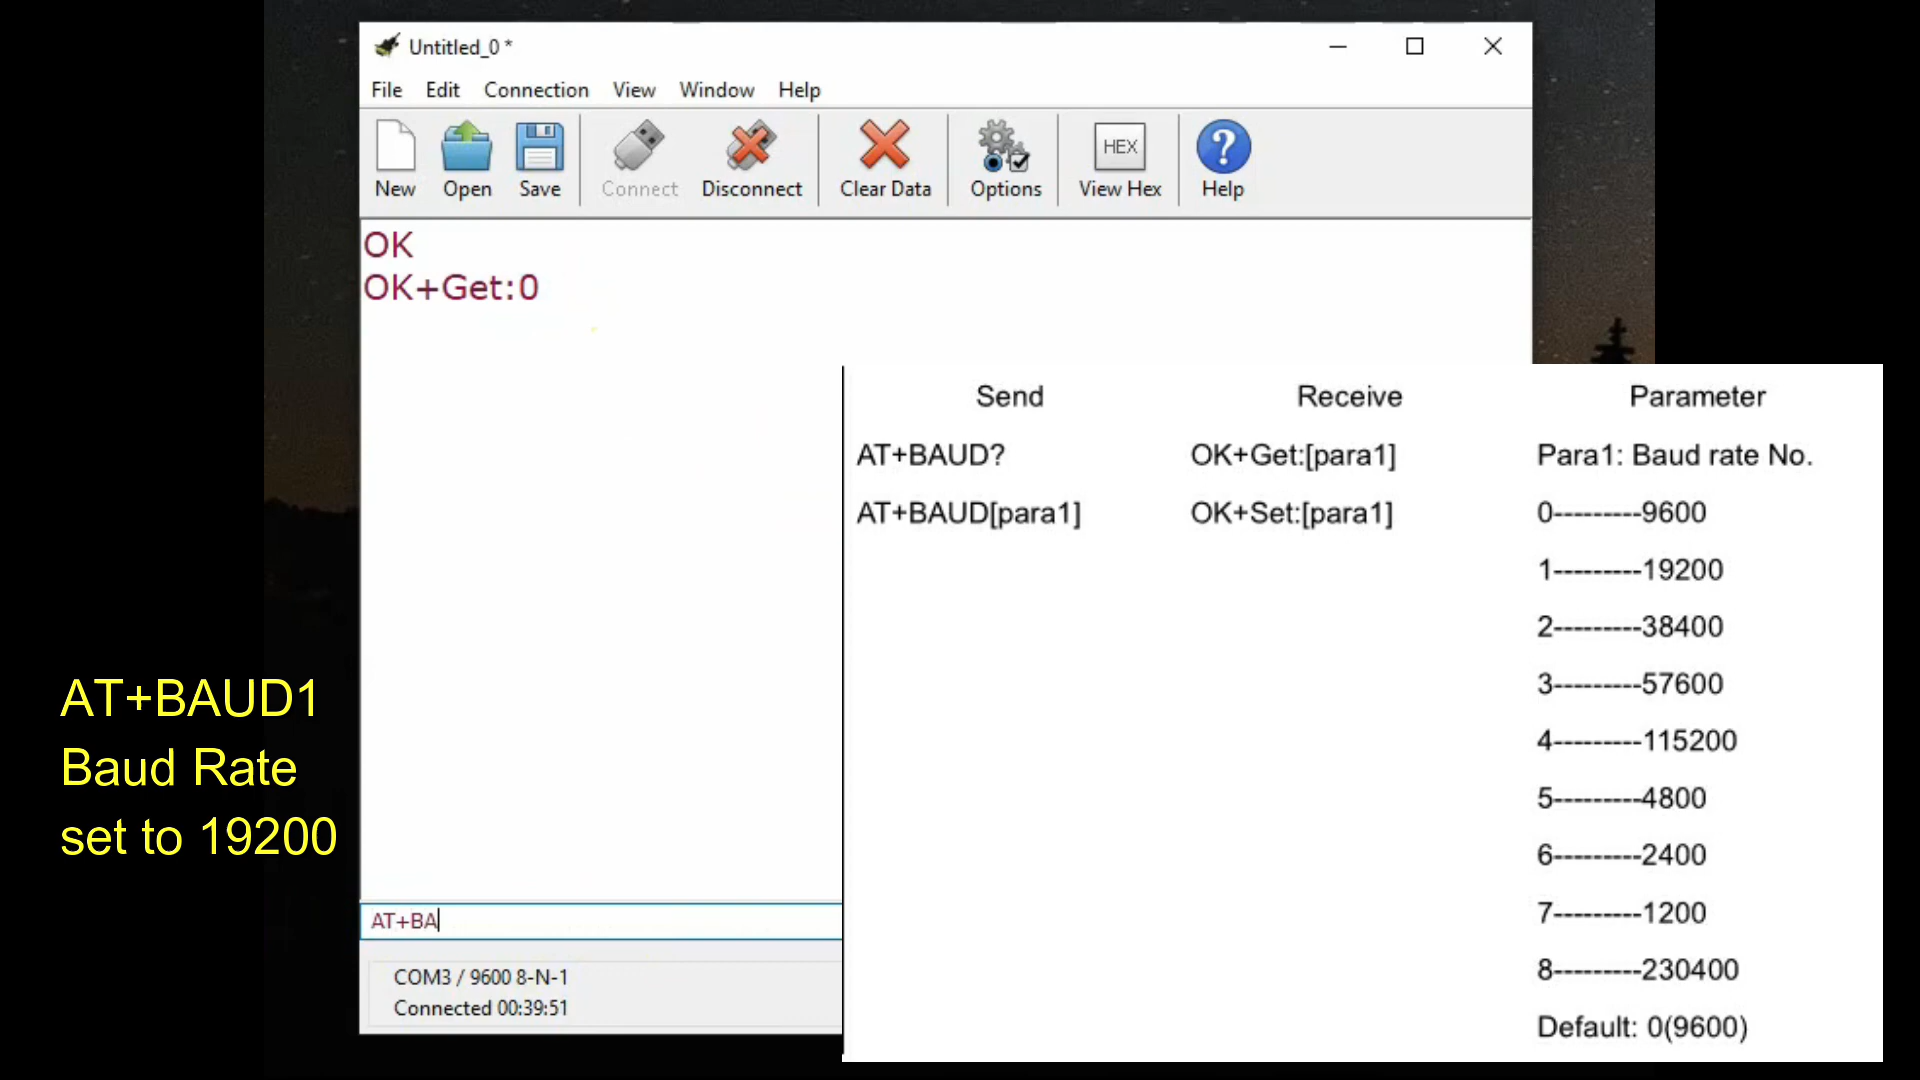 Untitled_0 *
File Edit Connection View Window Help
New Open Save Connect Disconnect Clear Data Options HEX View Hex ? Help
OK
OK+Get:0
Send Receive Parameter
AT+BAUD? OK+Get:[para1] Para1: Baud rate No.
AT+BAUD[para1] OK+Set:[para1] 0---------9600
1---------19200
2---------38400
3---------57600
4---------115200
5---------4800
6---------2400
7---------1200
8---------230400
Default: 0(9600)
AT+BAUD1
Baud Rate
set to 19200
AT+BA
COM3 / 9600 8-N-1
Connected 00:39:51